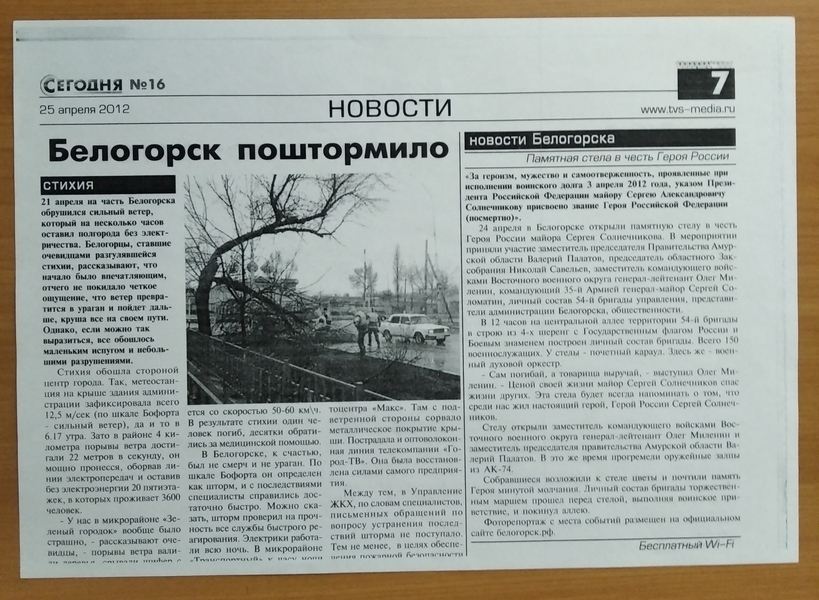 СЕГОДНЯ №16
25 апреля 2012
НОВОСТИ
7
www.tvs-media.ru
Белогорск поштормило
стихия
21 апреля на часть Белогорска
обрушился сильный ветер,
который на несколько часов
оставил полгорода без элект-
ричества. Белогорцы, ставшие
очевидцами разгулявшейся
стихии, рассказывают, что
начало было впечатляющим,
отчего не покидало четкое
ощущение, что ветер превра-
тится в ураган и пойдет даль-
ше, круша все на своем пути.
Однако, если можно так
выразиться, все обошлось
маленьким испугом и неболь-
шими разрушениями.
Стихия обошла стороной
центр города. Так, метеостан-
ция на крыше здания адми-
нистрации зафиксировала всего
12,5 м/сек (по шкале Бофорта
- сильный ветер), да и то в
6.17 утра. Зато в районе 4 ки-
лометра порывы ветра дости-
гали 22 метров в секунду, он
мощно пронесся, оборвав ли-
нии электропередач и оставив
без электроэнергии 20 пятиэта-
жек, в которых проживает 3600
человек.
- У нас в микрорайоне «Зе-
леный городок» вообще было
страшно, - рассказывают оче-
видцы, - порывы ветра вали-
ли деревья, срывали шифер с
ется со скоростью 50-60 км\ч.
В результате стихии один че-
ловек погиб, десятки обрати-
лись за медицинской помощью.
В Белогорске, к счастью,
был не смерч и не ураган. По
шкале Бофорта он определен
как шторм, и с последствиями
специалисты справились дос-
таточно быстро. Можно ска-
зать, шторм проверил на проч-
ность все службы быстрого ре-
агирования. Электрики работа-
ли всю ночь. В микрорайоне
«Транспортный» к часу ночи
тоцентра «Макс». Там с под-
ветренной стороны сорвало
металлическое покрытие кры-
ши. Пострадала и оптоволокон-
ная линия телекомпании «Го-
род-ТВ». Она была восстанов-
лена силами самого предприя-
тия.
Между тем, в Управление
ЖКХ, по словам специалистов,
письменных обращений по
вопросу устранения послед-
ствий шторма не поступало.
Тем не менее, в целях обеспе-
чения пожарной безопасности
новости Белогорска
Памятная стела в честь Героя России
«За героизм, мужество и самоотверженность, проявленные при
исполнении воинского долга 3 апреля 2012 года, указом Прези-
дента Российской Федерации майору Сергею Александровичу
Солнечникову присвоено звание Героя Российской Федерации
(посмертно)».
24 апреля в Белогорске открыли памятную стелу в честь
Героя России майора Сергея Солнечникова. В мероприятии
приняли участие заместитель председателя Правительства Амур-
ской области Валерий Палатов, председатель областного Зак-
собрания Николай Савельев, заместитель командующего войс-
ками Восточного военного округа генерал-лейтенант Олег Ми-
ленин, командующий 35-й Армией генерал-майор Сергей Со-
ломатин, личный состав 54-й бригады управления, представи-
тели администрации Белогорска, общественности.
В 12 часов на центральной аллее территории 54-й бригады
в строю из 4-х шеренг с Государственным флагом России и
Боевым знаменем построен личный состав бригады. Всего 150
военнослужащих. У стелы - почетный караул. Здесь же - воен-
ный духовой оркестр.
- Сам погибай, а товарища выручай, - выступил Олег Ми-
ленин. - Ценой своей жизни майор Сергей Солнечников спас
жизни других. Эта стела будет всегда напоминать о том, что
среди нас жил настоящий герой, Герой России Сергей Солнеч-
ников.
Стелу открыли заместитель командующего войсками Вос-
точного военного округа генерал-лейтенант Олег Миленин и
заместитель председателя правительства Амурской области Ва-
лерий Палатов. В это же время прогремели оружейные залпы
из АК-74.
Собравшиеся возложили к стеле цветы и почтили память
Героя минутой молчания. Личный состав бригады торжествен-
ным маршем прошел перед стелой, выполняя воинское при-
ветствие, и покинул аллею.
Фоторепортаж с места событий размещен на официальном
сайте белогорск.рф.
Бесплатный Wi-Fi